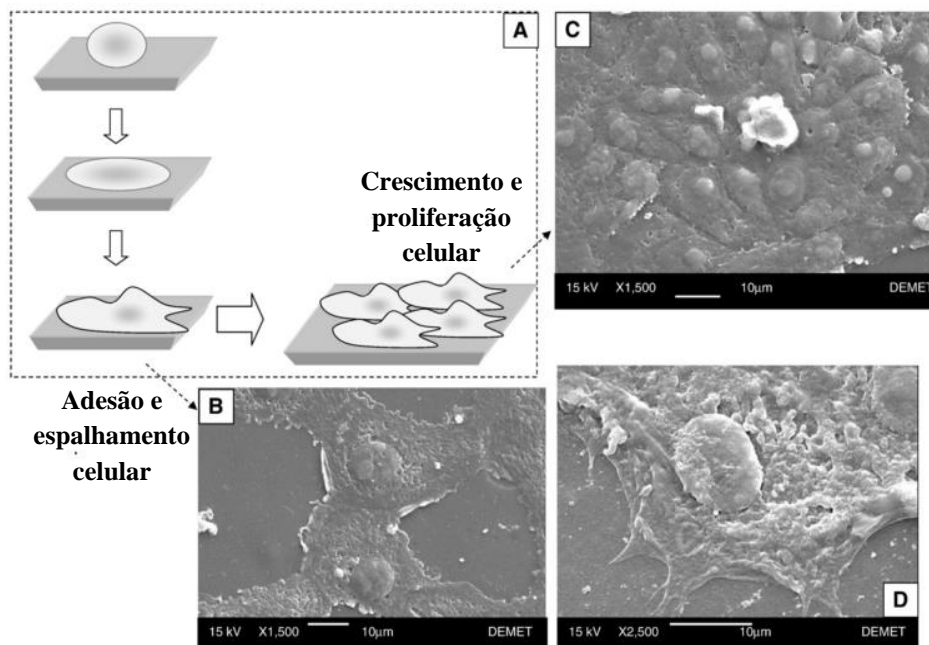 A
Crescimento e
proliferação
celular
C
15 kV X1,500 10μm DEMET
Adesão e
espalhamento
celular
B
15 kV X1,500 10μm DEMET
D
15 kV X2,500 10μm DEMET